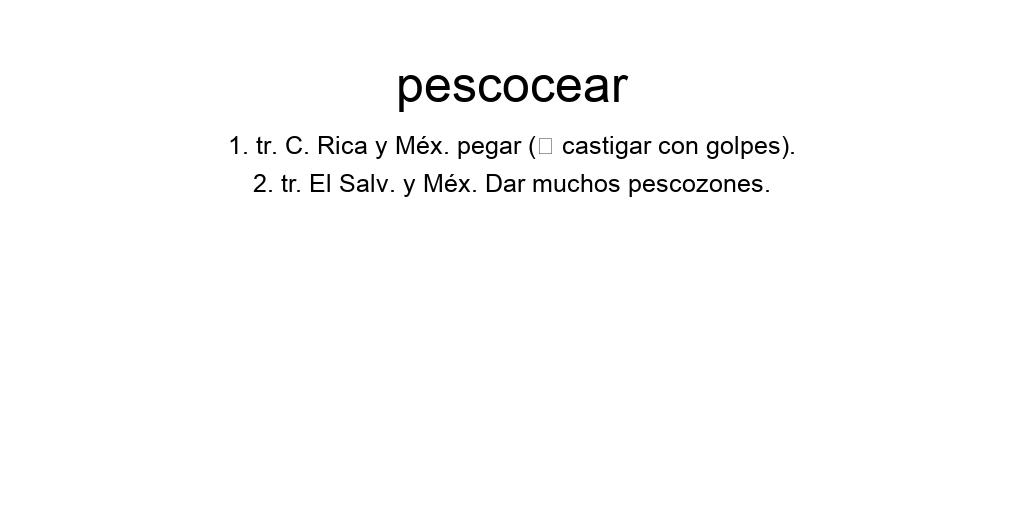 pescocear
1. tr. C. Rica y Méx. pegar (□ castigar con golpes).
2. tr. El Salv. y Méx. Dar muchos pescozones.